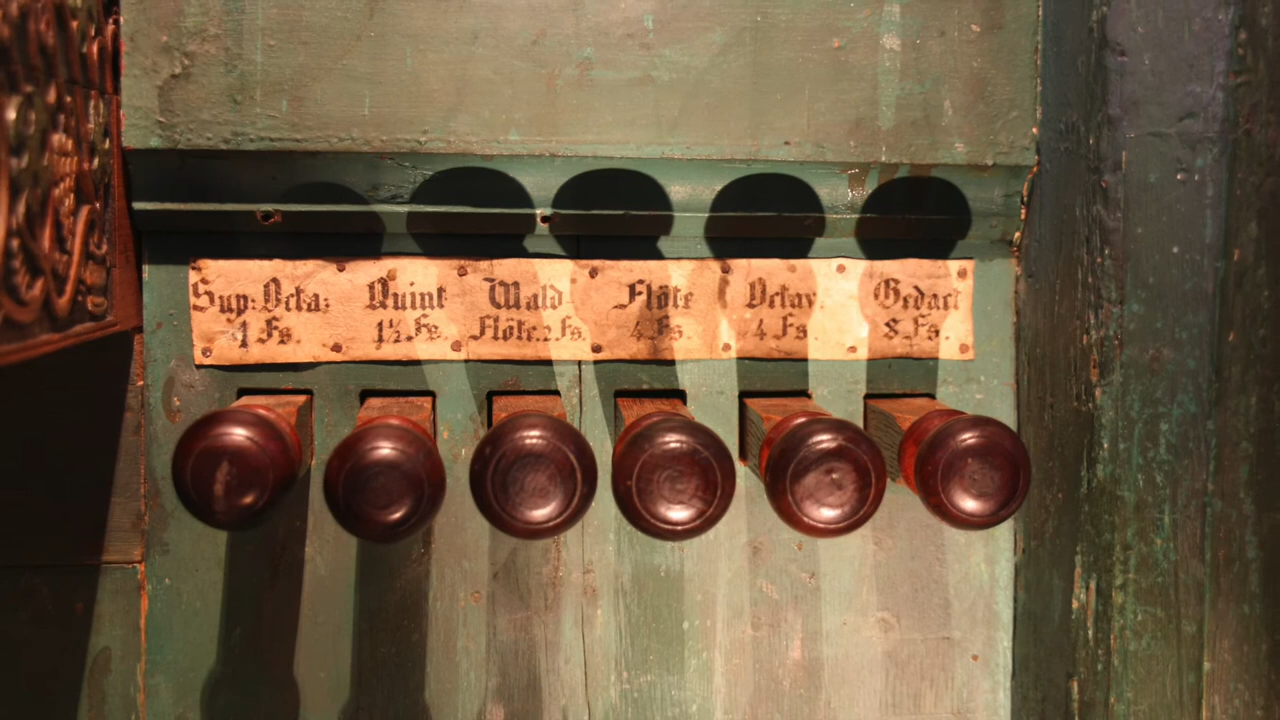 Sup: Octa: Quint Wald Flöte Octav. Gedact
1 Fs. 1½ Fs. Flöte. 2 Fs. 4 Fs. 4 Fs. 8 Fs.